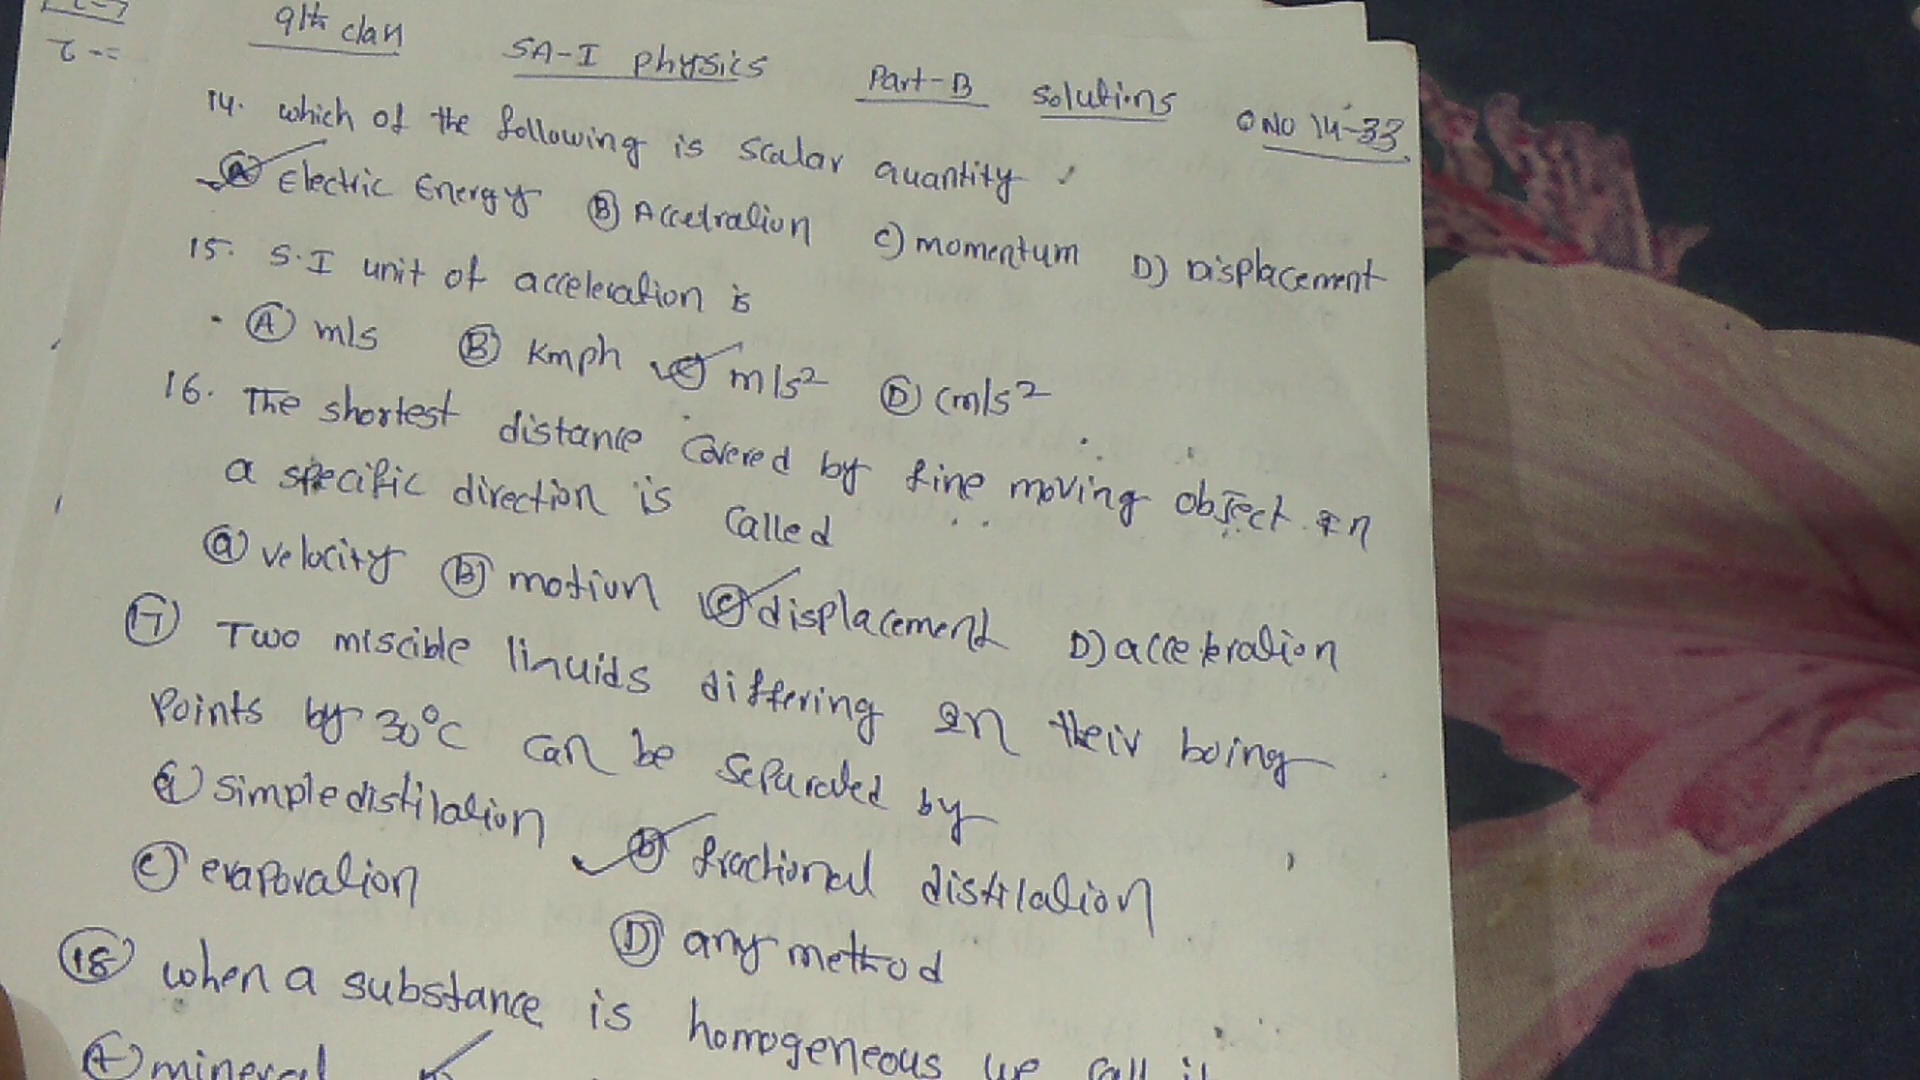 9th class SA-I physics Part-B Solutions QNO 14-33
14. which of the following is scalar quantity
A) Electric Energy B) Accelration C) momentum D) Displacement
15. S.I unit of acceleration is
A) m/s B) Kmph C) m/s² D) cm/s²
16. The shortest distance covered by fine moving object in
a specific direction is called
a) velocity B) motion C) displacement D) acceleration
17) Two miscible liquids differing in their boing
Points by 30°C can be separated by
a) simple distilation B) fractional distilation
C) evaporation D) any method
18) when a substance is homogeneous we call it
A) mineral